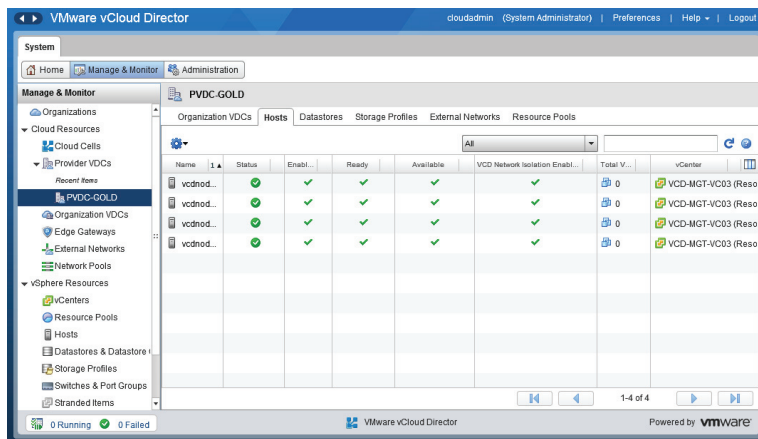 VMware vCloud Director
cloudadmin (System Administrator) | Preferences | Help | Logout
System
Home Manage & Monitor Administration
Manage & Monitor
Organizations
Cloud Resources
Cloud Cells
Provider VDCs
Recent Items
PVDC-GOLD
Organization VDCs
Edge Gateways
External Networks
Network Pools
vSphere Resources
vCenters
Resource Pools
Hosts
Datastores & Datastore
Storage Profiles
Switches & Port Groups
Stranded Items
PVDC-GOLD
Organization VDCs Hosts Datastores Storage Profiles External Networks Resource Pools
All
Name 1 Status Enabl... Ready Available VCD Network Isolation Enabl... Total V... vCenter
vcdnod... 0 VCD-MGT-VC03 (Reso
vcdnod... 0 VCD-MGT-VC03 (Reso
vcdnod... 0 VCD-MGT-VC03 (Reso
vcdnod... 0 VCD-MGT-VC03 (Reso
1-4 of 4
0 Running 0 Failed
VMware vCloud Director
Powered by vmware